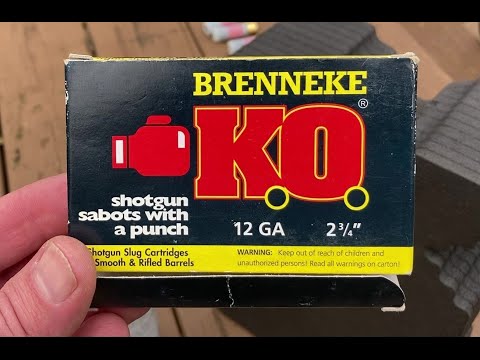 BRENNEKE
K.O.®
shotgun
sabots with
a punch
12 GA 2 3/4"
Shotgun Slug Cartridges
Smooth & Rifled Barrels
WARNING: Keep out of reach of children and
unauthorized persons! Read all warnings on carton!